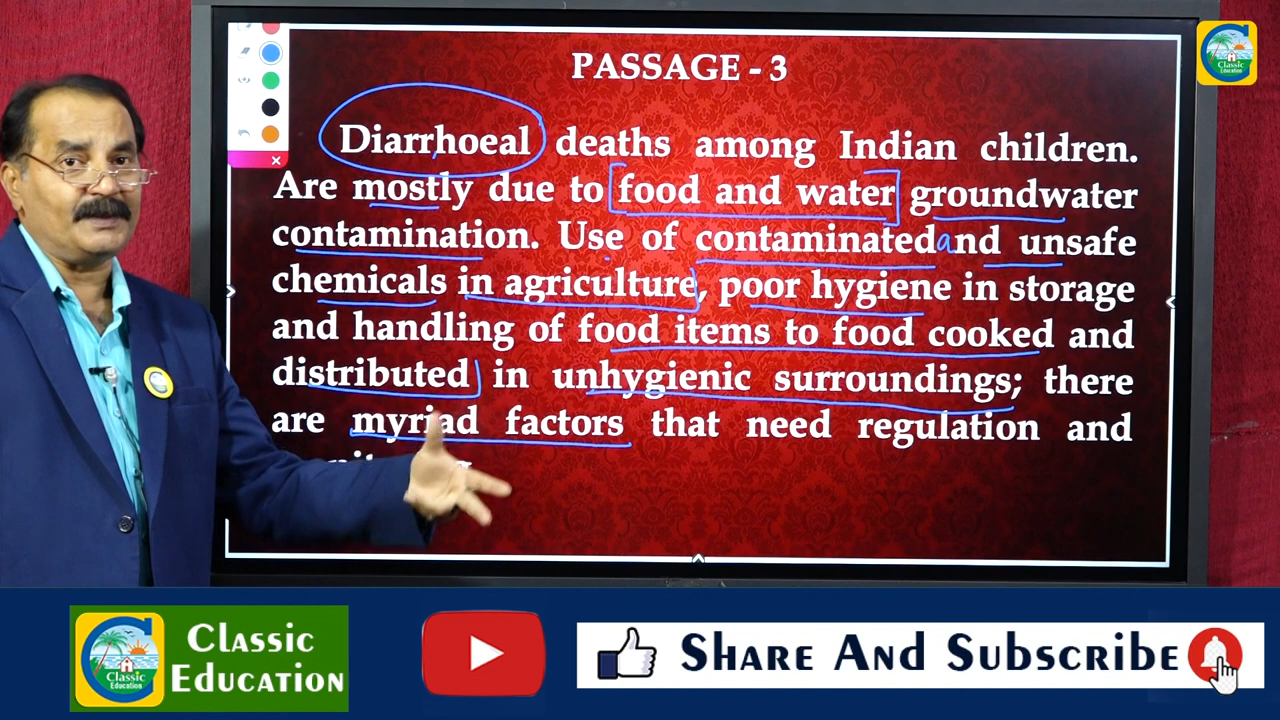 PASSAGE - 3
Diarrhoeal deaths among Indian children.
Are mostly due to food and water groundwater
contamination. Use of contaminated and unsafe
chemicals in agriculture, poor hygiene in storage
and handling of food items to food cooked and
distributed in unhygienic surroundings; there
are myriad factors that need regulation and
Classic
Education
Classic
Education
Classic
Education
Share And Subscribe